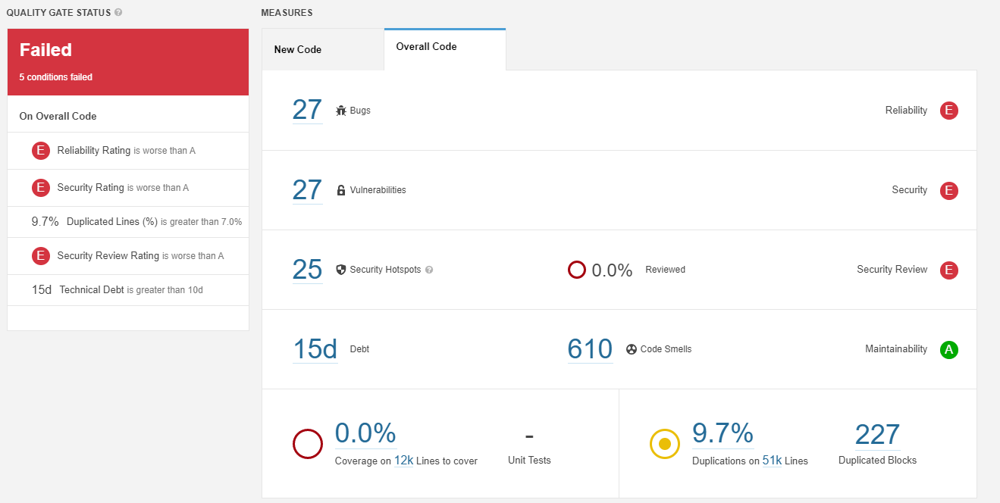 QUALITY GATE STATUS ?
Failed
5 conditions failed
On Overall Code
E Reliability Rating is worse than A
E Security Rating is worse than A
9.7% Duplicated Lines (%) is greater than 7.0%
E Security Review Rating is worse than A
15d Technical Debt is greater than 10d
MEASURES
New Code
Overall Code
27 Bugs Reliability E
27 Vulnerabilities Security E
25 Security Hotspots ? 0.0% Reviewed Security Review E
15d Debt 610 Code Smells Maintainability A
0.0%
Coverage on 12k Lines to cover
-
Unit Tests
9.7%
Duplications on 51k Lines
227
Duplicated Blocks